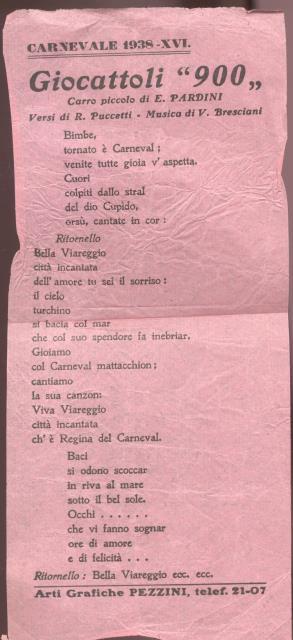 CARNEVALE 1938-XVI.
Giocattoli “900„
Carro piccolo di E. PARDINI
Versi di R. Puccetti - Musica di V. Bresciani
Bimbe,
tornato è Carneval ;
venite tutte gioia v' aspetta.
Cuori
colpiti dallo stral
del dio Cupido,
orsù, cantate in cor :
Ritornello
Bella Viareggio
città incantata
dell' amore tu sei il sorriso :
il cielo
turchino
si bacia col mar
che col suo spendore fa inebriar.
Gioiamo
col Carneval mattacchion ;
cantiamo
la sua canzon:
Viva Viareggio
città incantata
ch' è Regina del Carneval.
Baci
si odono scoccar
in riva al mare
sotto il bel sole.
Occhi . . . . . .
che vi fanno sognar
ore di amore
e di felicità . . .
Ritornello : Bella Viareggio ecc. ecc.
Arti Grafiche PEZZINI, telef. 21-07